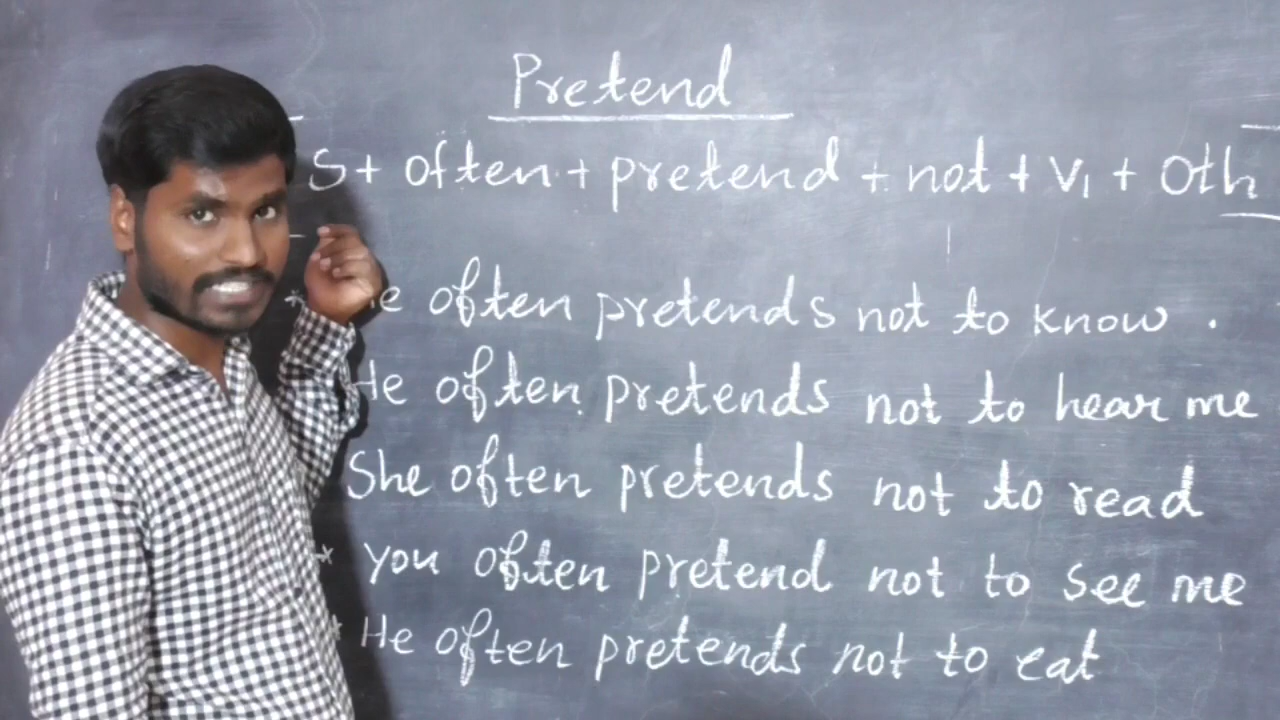 Pretend
S + often + pretend + not + V1 + Oth
* e often pretends not to know .
He often pretends not to hear me
She often pretends not to read
* you often pretend not to see me
* He often pretends not to eat